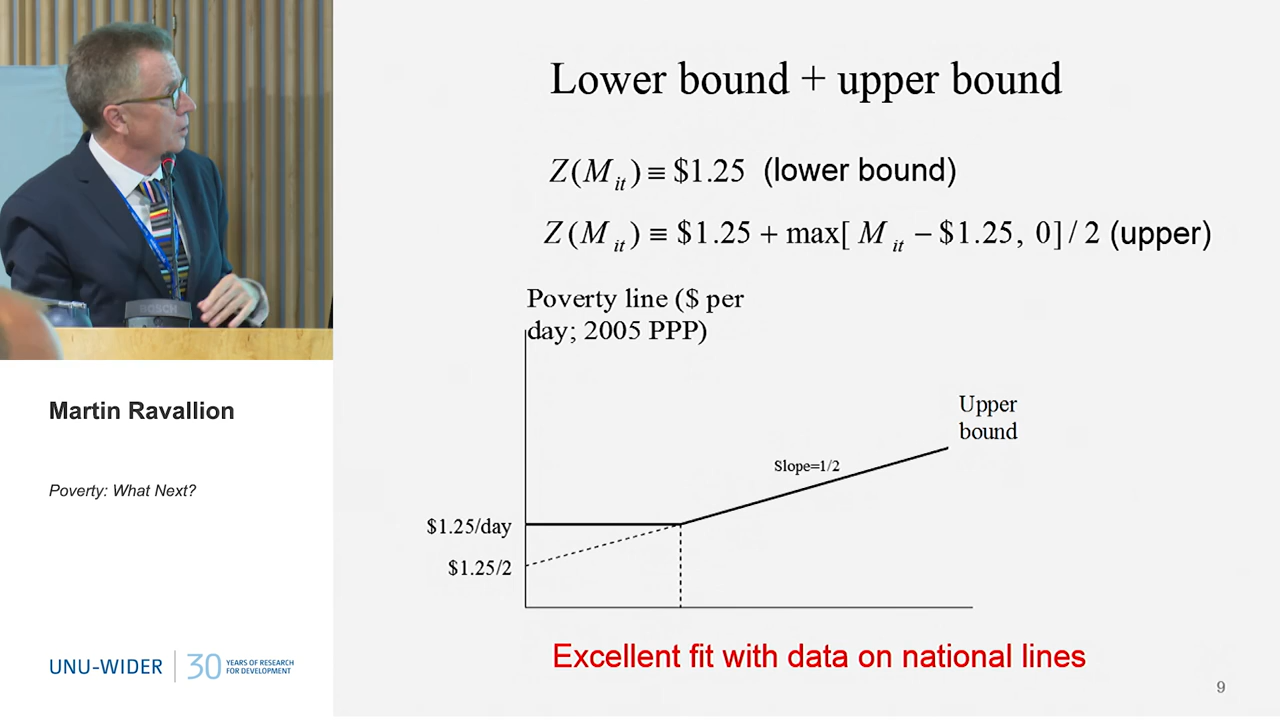 Lower bound + upper bound
Z(M it) ≡ $1.25 (lower bound)
Z(M it) ≡ $1.25 + max[ M it − $1.25, 0] / 2 (upper)
Poverty line ($ per
day; 2005 PPP)
Upper
bound
Slope=1/2
$1.25/day
$1.25/2
Excellent fit with data on national lines
9
BOSCH
Martin Ravallion
Poverty: What Next?
UNU-WIDER
30 YEARS OF RESEARCH
FOR DEVELOPMENT